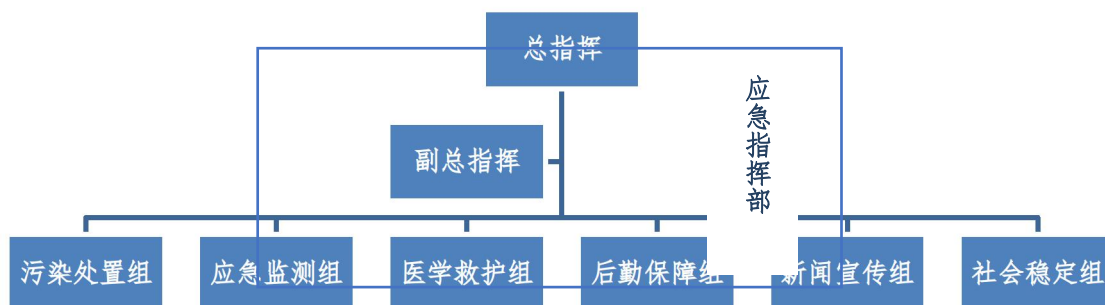 总指挥
应急指挥部
副总指挥
污染处置组
应急监测组
医学救护组
后勤保障组
新闻宣传组
社会稳定组